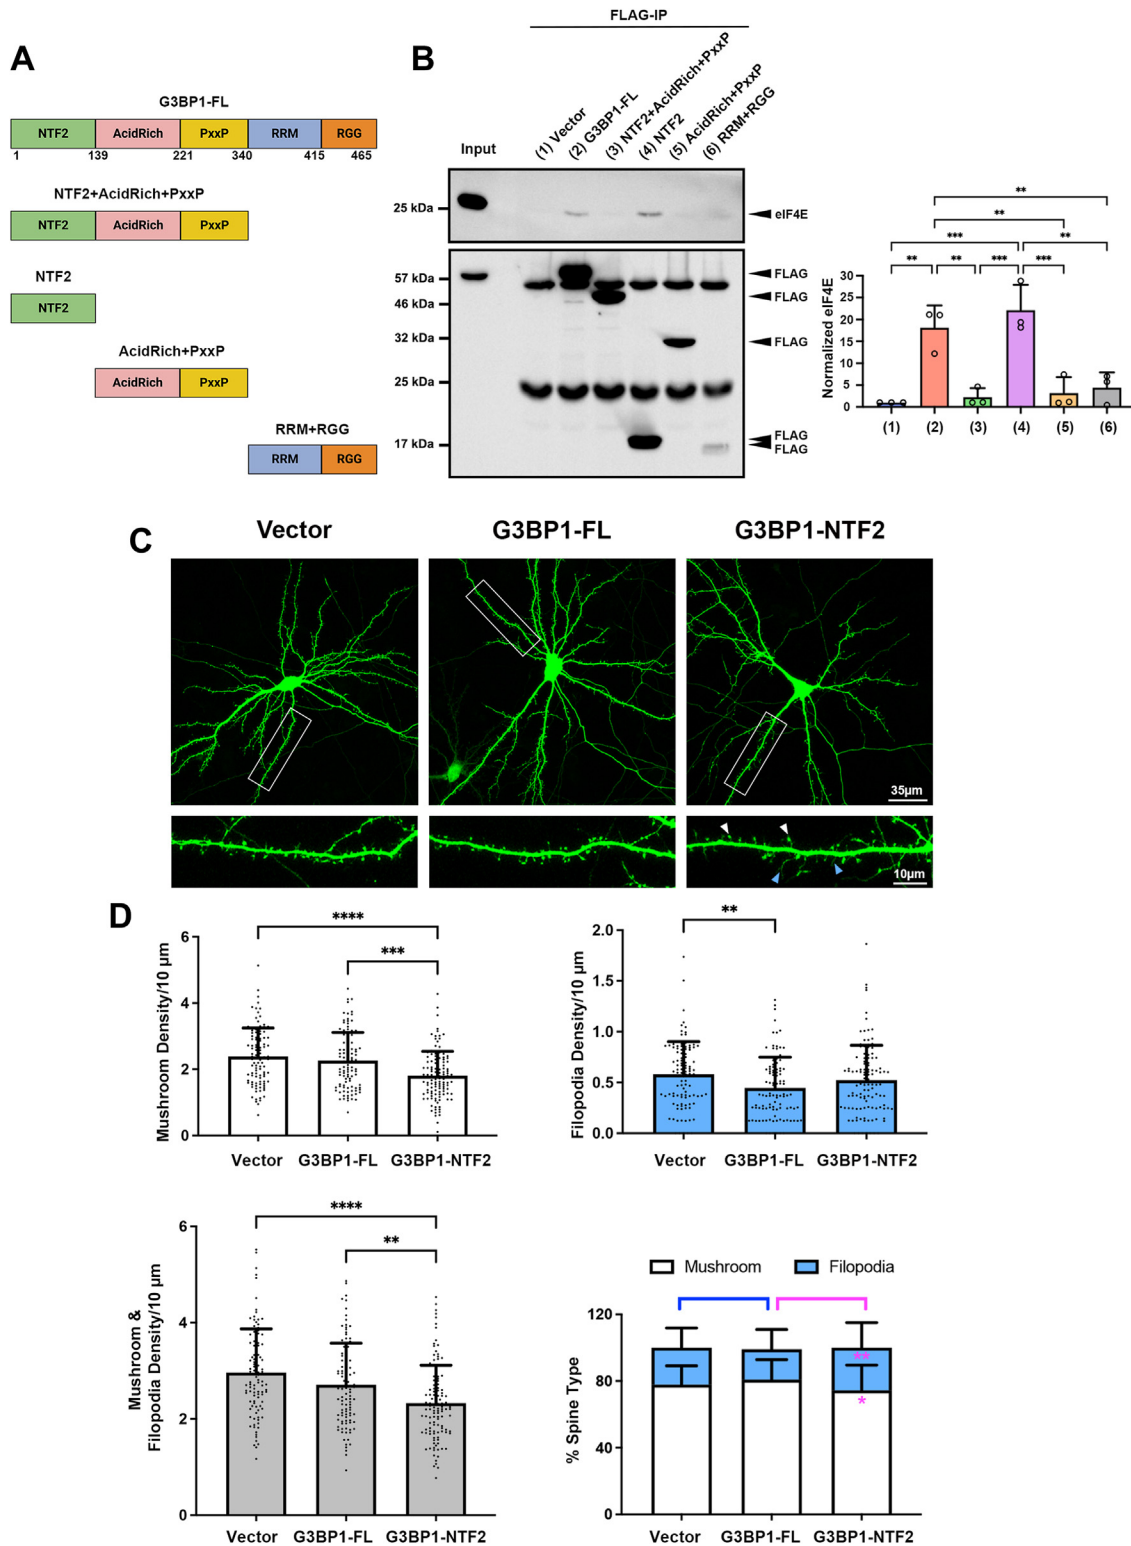 A
G3BP1-FL
NTF2 AcidRich PxxP RRM RGG
1 139 221 340 415 465
NTF2+AcidRich+PxxP
NTF2 AcidRich PxxP
NTF2
NTF2
AcidRich+PxxP
AcidRich PxxP
RRM+RGG
RRM RGG
B
FLAG-IP
Input
(1) Vector
(2) G3BP1-FL
(3) NTF2+AcidRich+PxxP
(4) NTF2
(5) AcidRich+PxxP
(6) RRM+RGG
25 kDa
eIF4E
57 kDa
46 kDa
32 kDa
25 kDa
17 kDa
FLAG
FLAG
FLAG
FLAG
FLAG
**
**
*** **
** ** *** ***
Normalized eIF4E
30
25
20
15
10
5
0
(1) (2) (3) (4) (5) (6)
C
Vector G3BP1-FL G3BP1-NTF2
35µm
10µm
D
****
***
Mushroom Density/10 µm
6
4
2
0
Vector G3BP1-FL G3BP1-NTF2
**
Filopodia Density/10 µm
2.0
1.5
1.0
0.5
0.0
Vector G3BP1-FL G3BP1-NTF2
****
**
Mushroom &
Filopodia Density/10 µm
6
4
2
0
Vector G3BP1-FL G3BP1-NTF2
Mushroom Filopodia
% Spine Type
120
80
40
0
**
*
Vector G3BP1-FL G3BP1-NTF2